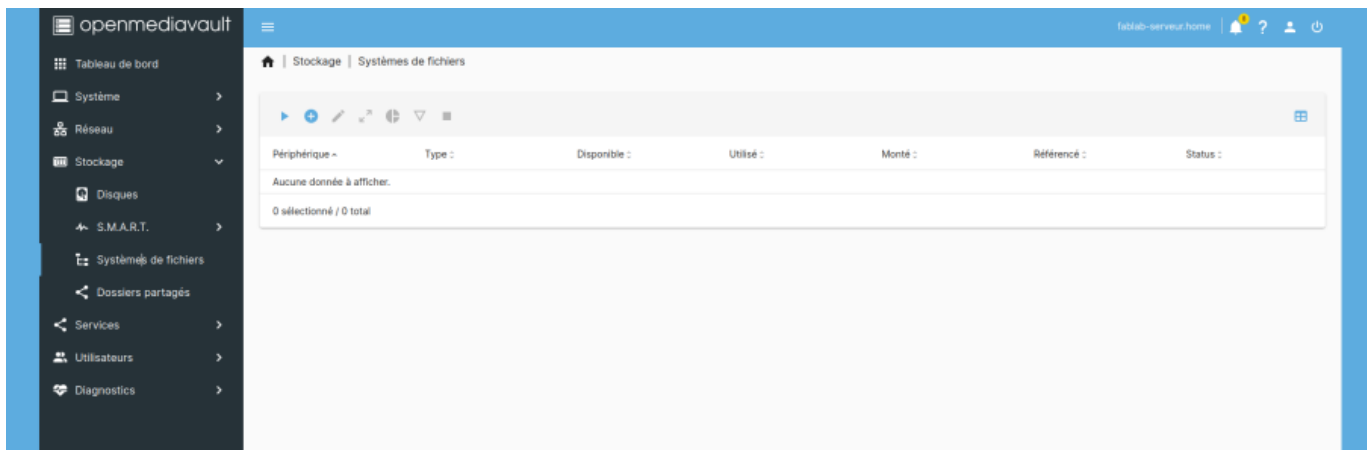 openmediavault
fablab-serveur.home
Tableau de bord
Système
Réseau
Stockage
Disques
S.M.A.R.T.
Systèmes de fichiers
Dossiers partagés
Services
Utilisateurs
Diagnostics
| Stockage | Systèmes de fichiers
Périphérique Type Disponible Utilisé Monté Référencé Status
Aucune donnée à afficher.
0 sélectionné / 0 total